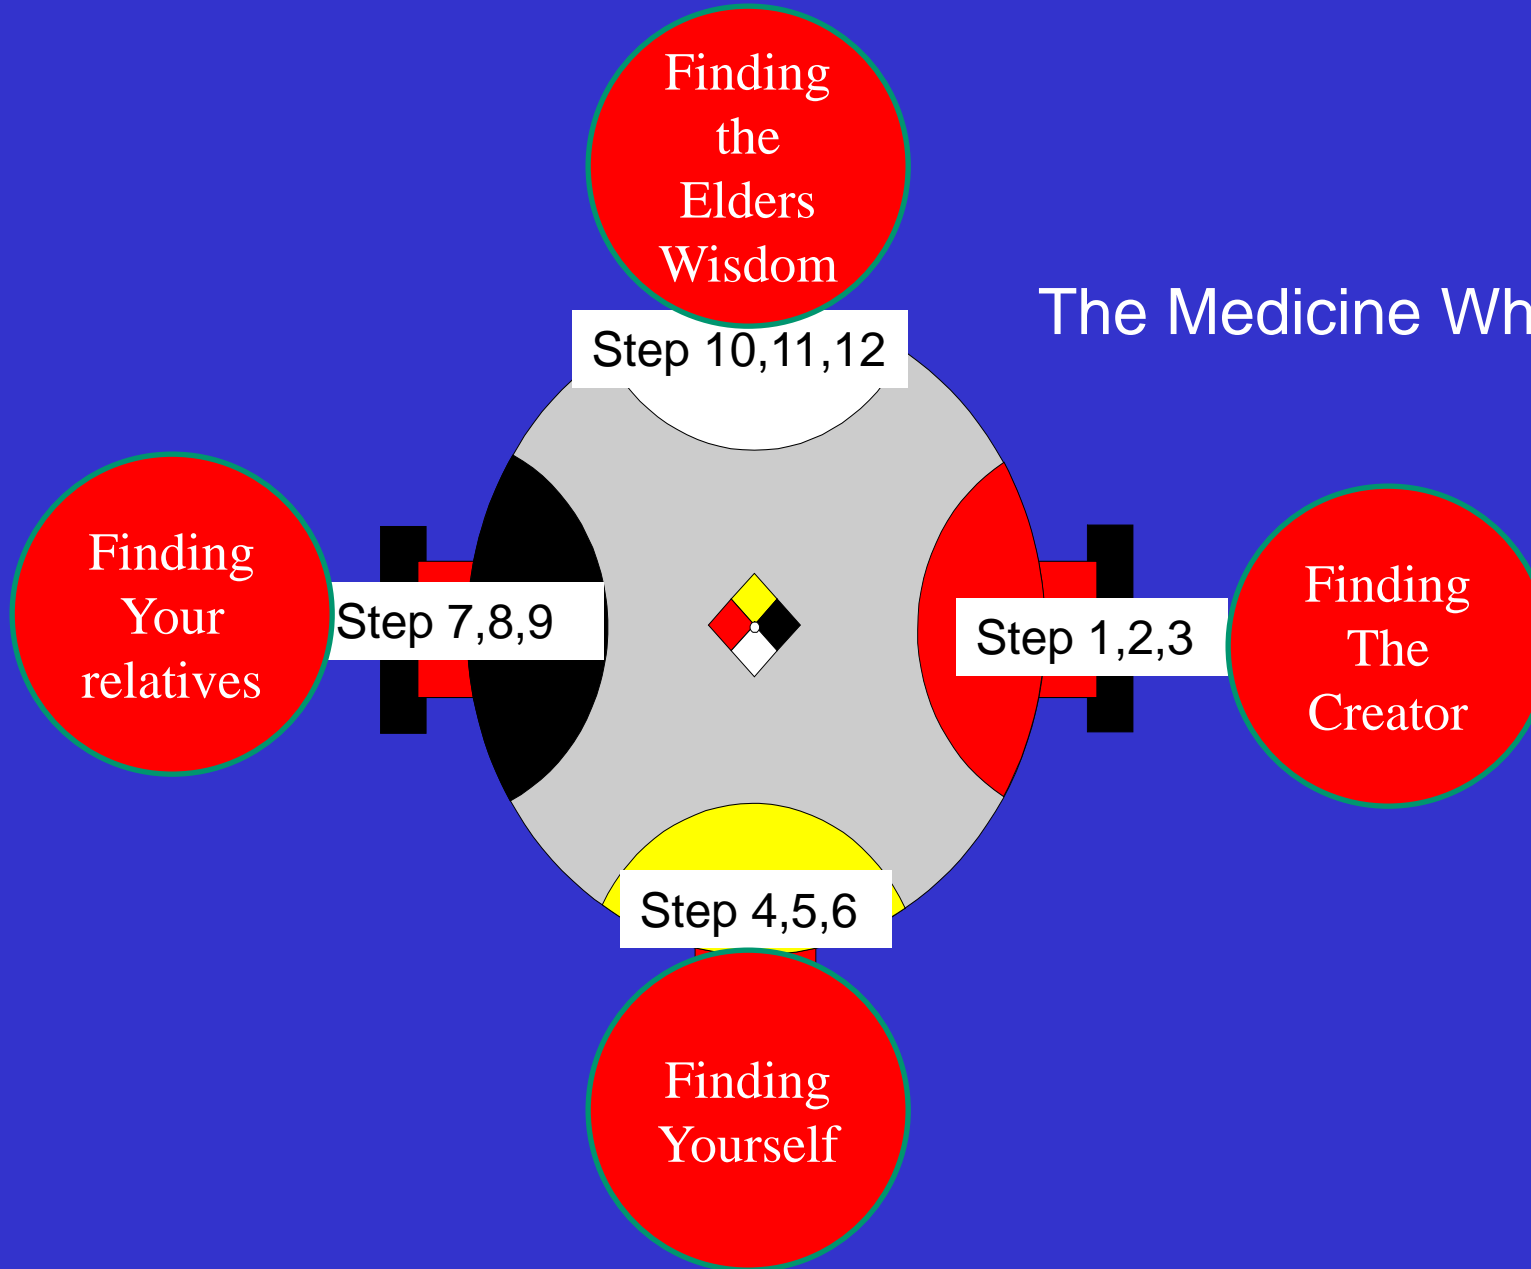 Finding
the
Elders
Wisdom
The Medicine Wh
Step 10,11,12
Finding
Your
relatives
Step 7,8,9
Step 1,2,3
Finding
The
Creator
Step 4,5,6
Finding
Yourself